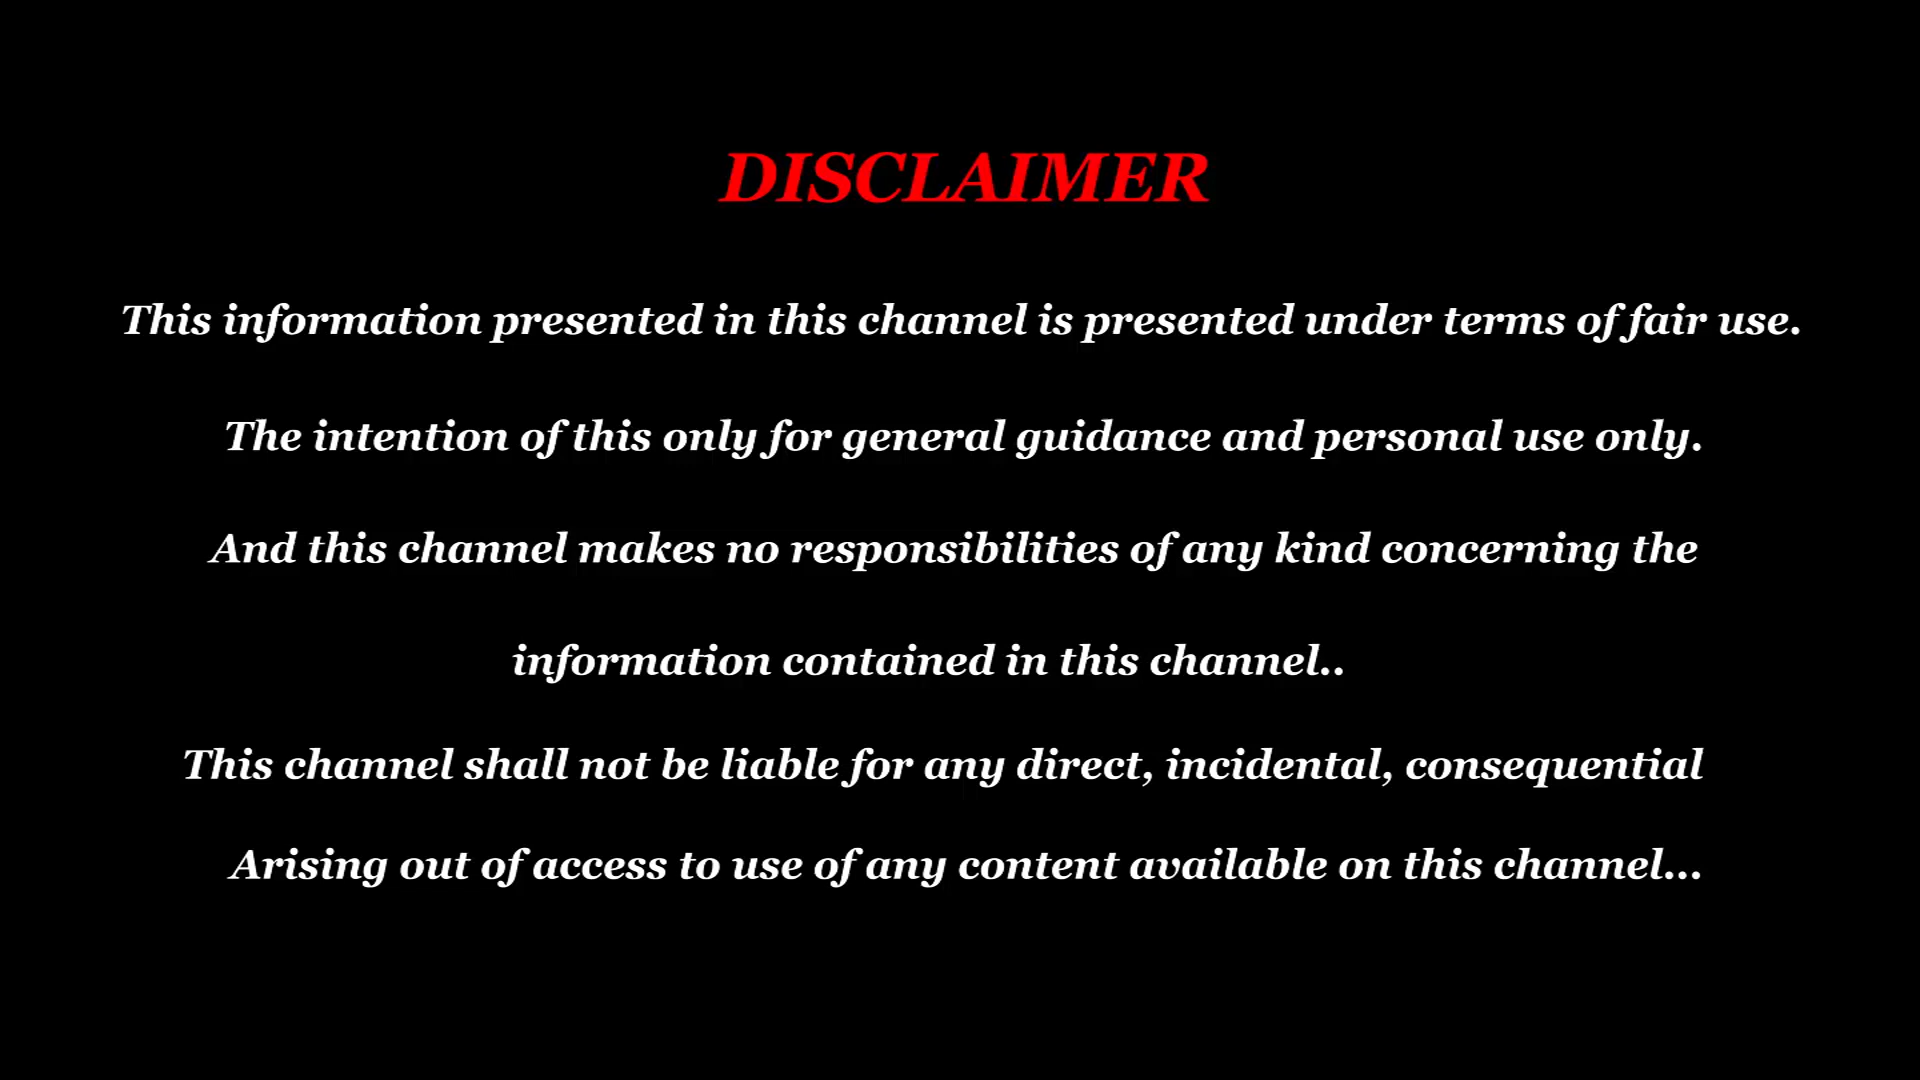 DISCLAIMER
This information presented in this channel is presented under terms of fair use.
The intention of this only for general guidance and personal use only.
And this channel makes no responsibilities of any kind concerning the
information contained in this channel..
This channel shall not be liable for any direct, incidental, consequential
Arising out of access to use of any content available on this channel...